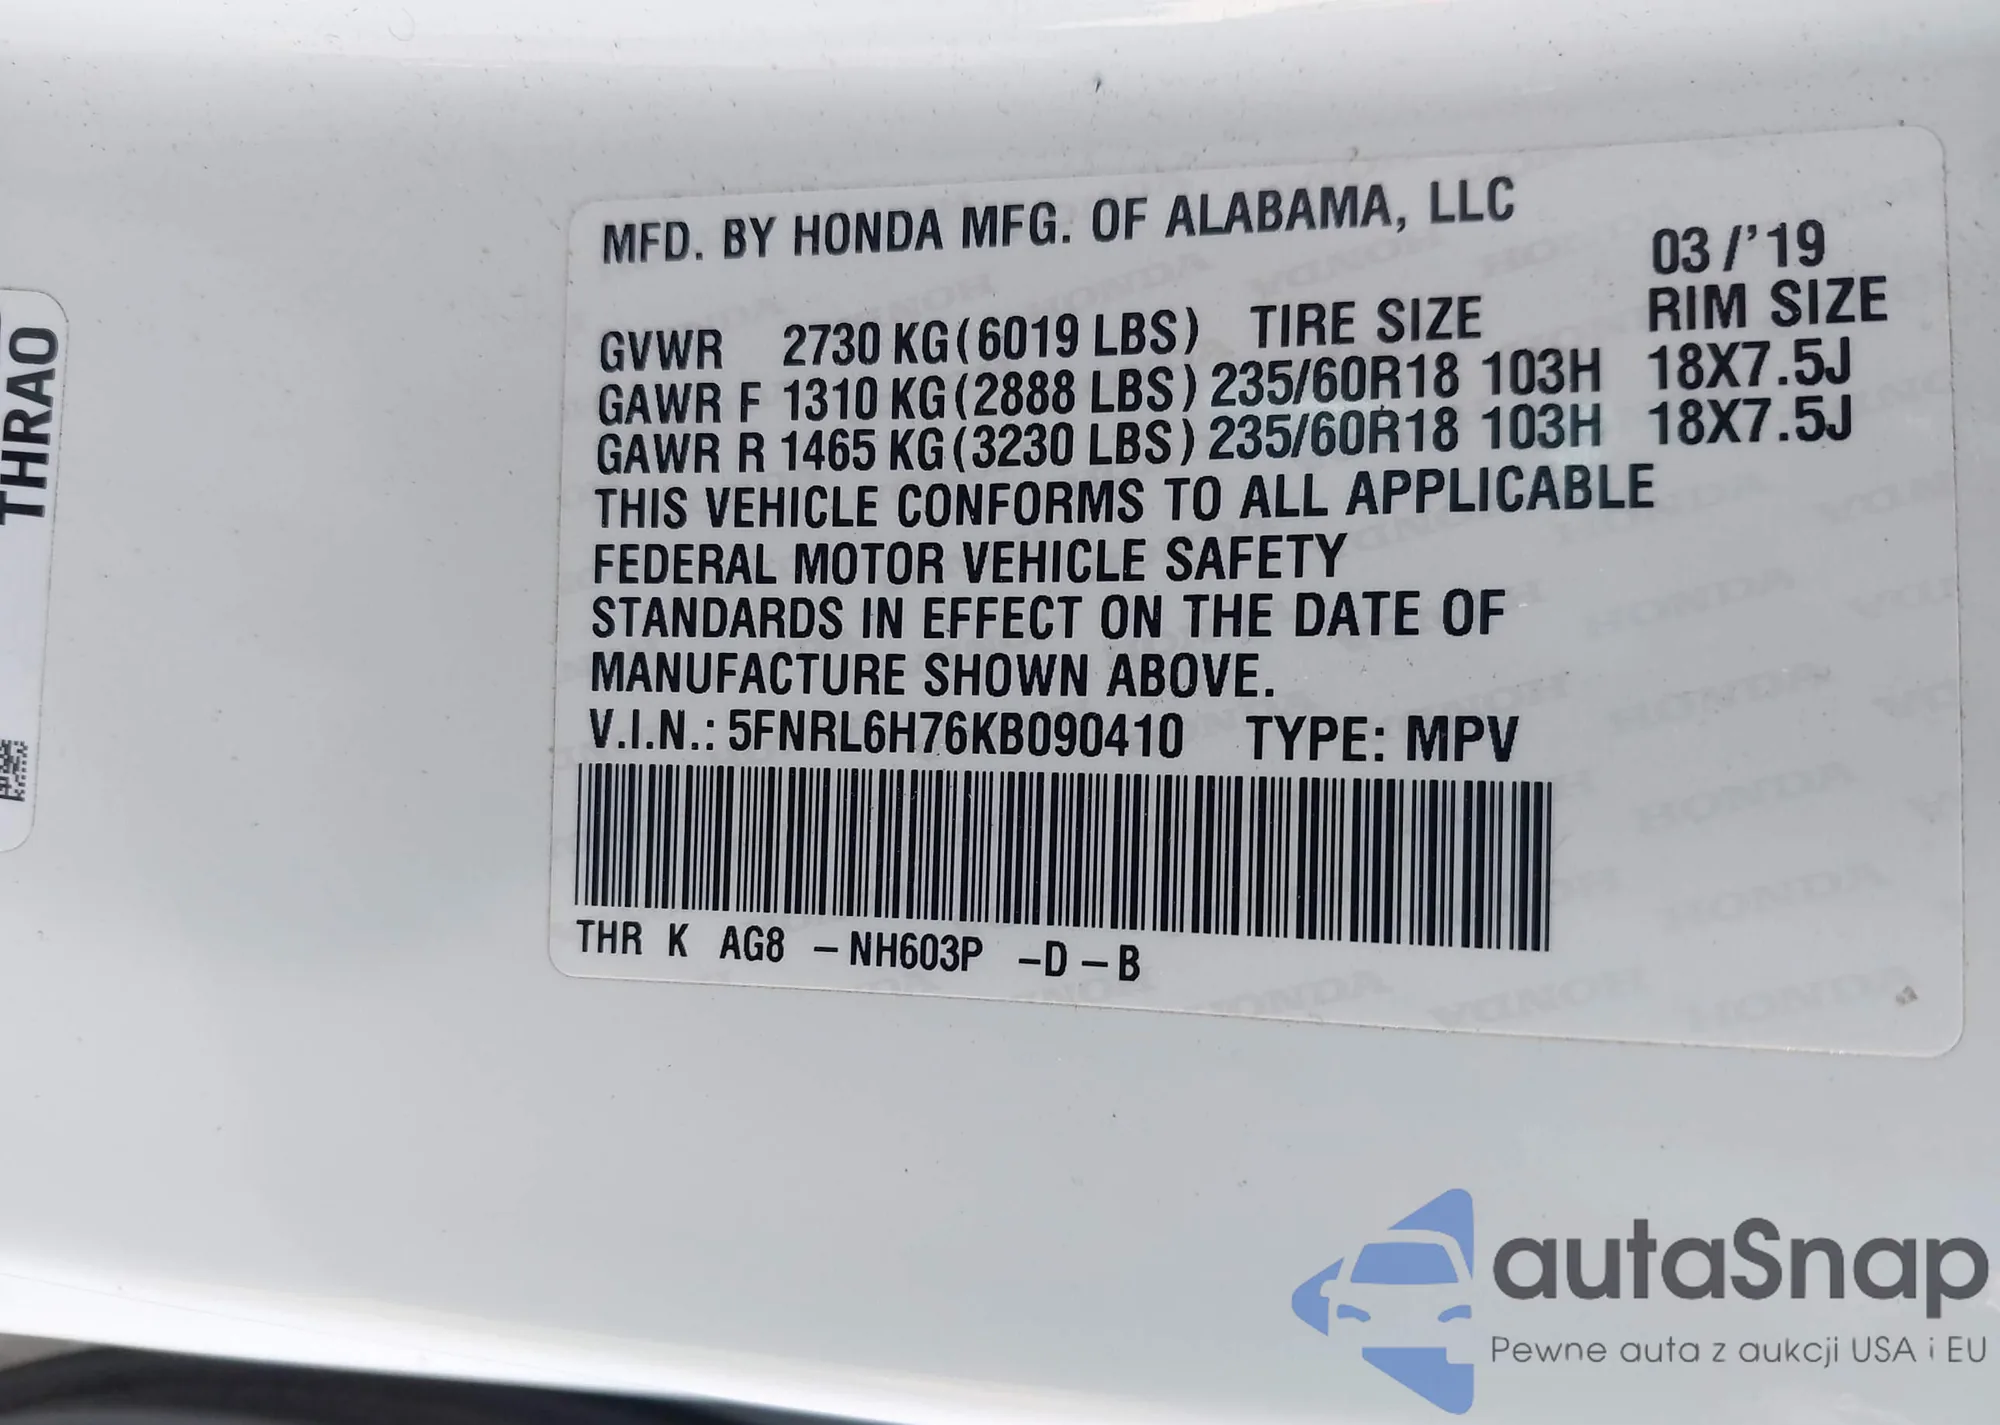 MFD. BY HONDA MFG. OF ALABAMA, LLC
03 /'19
GVWR 2730 KG (6019 LBS) TIRE SIZE RIM SIZE
GAWR F 1310 KG (2888 LBS) 235/60R18 103H 18X7.5J
GAWR R 1465 KG (3230 LBS) 235/60R18 103H 18X7.5J
THIS VEHICLE CONFORMS TO ALL APPLICABLE
FEDERAL MOTOR VEHICLE SAFETY
STANDARDS IN EFFECT ON THE DATE OF
MANUFACTURE SHOWN ABOVE.
V.I.N.: 5FNRL6H76KB090410 TYPE: MPV
THR K AG8 -NH603P -D-B
THRAO
autaSnap
Pewne auta z aukcji USA i EU